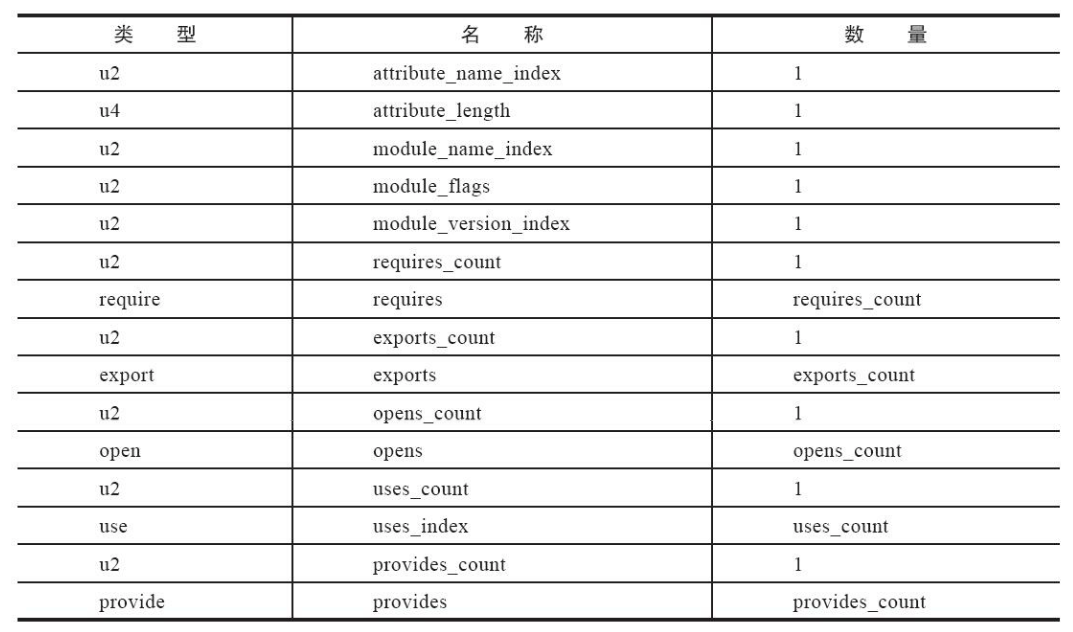 类 型 名 称 数 量
u2 attribute_name_index 1
u4 attribute_length 1
u2 module_name_index 1
u2 module_flags 1
u2 module_version_index 1
u2 requires_count 1
require requires requires_count
u2 exports_count 1
export exports exports_count
u2 opens_count 1
open opens opens_count
u2 uses_count 1
use uses_index uses_count
u2 provides_count 1
provide provides provides_count